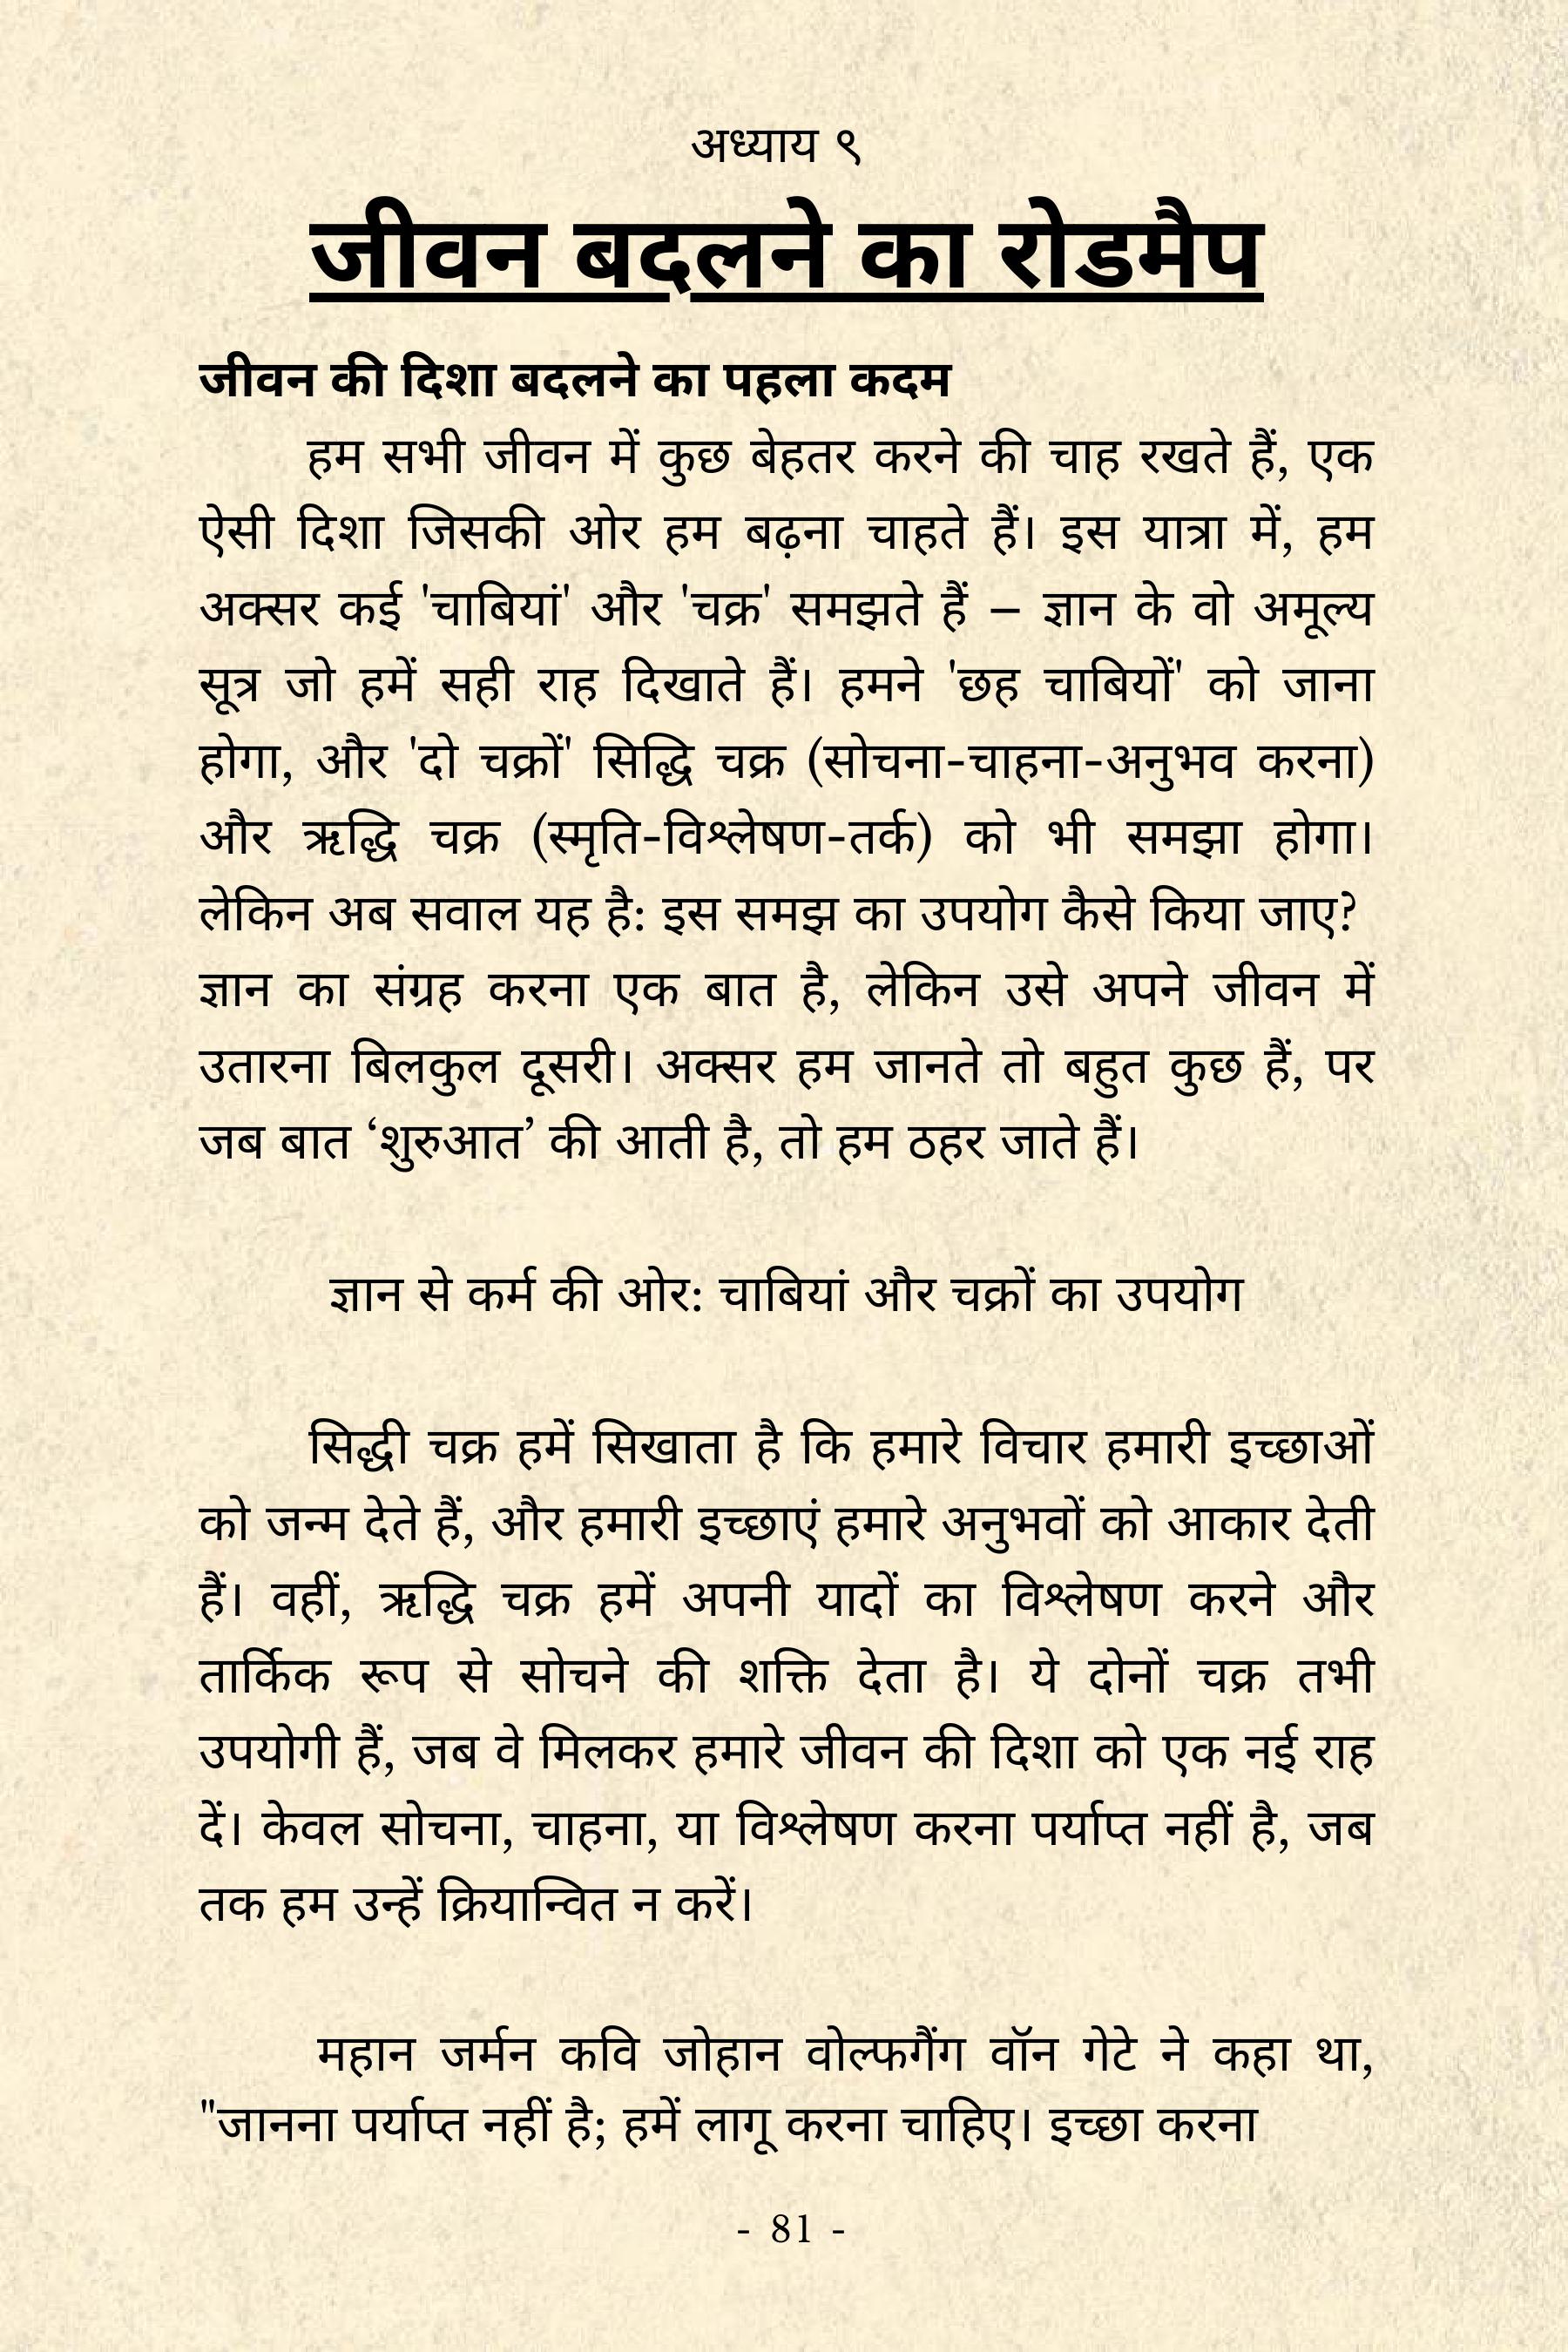 अध्याय ९
जीवन बदलने का रोडमैप
जीवन की दिशा बदलने का पहला कदम
हम सभी जीवन में कुछ बेहतर करने की चाह रखते हैं, एक
ऐसी दिशा जिसकी ओर हम बढ़ना चाहते हैं। इस यात्रा में, हम
अक्सर कई 'चाबियां' और 'चक्र' समझते हैं – ज्ञान के वो अमूल्य
सूत्र जो हमें सही राह दिखाते हैं। हमने 'छह चाबियों' को जाना
होगा, और 'दो चक्रों' सिद्धि चक्र (सोचना-चाहना-अनुभव करना)
और ऋद्धि चक्र (स्मृति-विश्लेषण-तर्क) को भी समझा होगा।
लेकिन अब सवाल यह है: इस समझ का उपयोग कैसे किया जाए?
ज्ञान का संग्रह करना एक बात है, लेकिन उसे अपने जीवन में
उतारना बिलकुल दूसरी। अक्सर हम जानते तो बहुत कुछ हैं, पर
जब बात ‘शुरुआत’ की आती है, तो हम ठहर जाते हैं।
ज्ञान से कर्म की ओर: चाबियां और चक्रों का उपयोग
सिद्धी चक्र हमें सिखाता है कि हमारे विचार हमारी इच्छाओं
को जन्म देते हैं, और हमारी इच्छाएं हमारे अनुभवों को आकार देती
हैं। वहीं, ऋद्धि चक्र हमें अपनी यादों का विश्लेषण करने और
तार्किक रूप से सोचने की शक्ति देता है। ये दोनों चक्र तभी
उपयोगी हैं, जब वे मिलकर हमारे जीवन की दिशा को एक नई राह
दें। केवल सोचना, चाहना, या विश्लेषण करना पर्याप्त नहीं है, जब
तक हम उन्हें क्रियान्वित न करें।
महान जर्मन कवि जोहान वोल्फगैंग वॉन गेटे ने कहा था,
"जानना पर्याप्त नहीं है; हमें लागू करना चाहिए। इच्छा करना
- 81 -